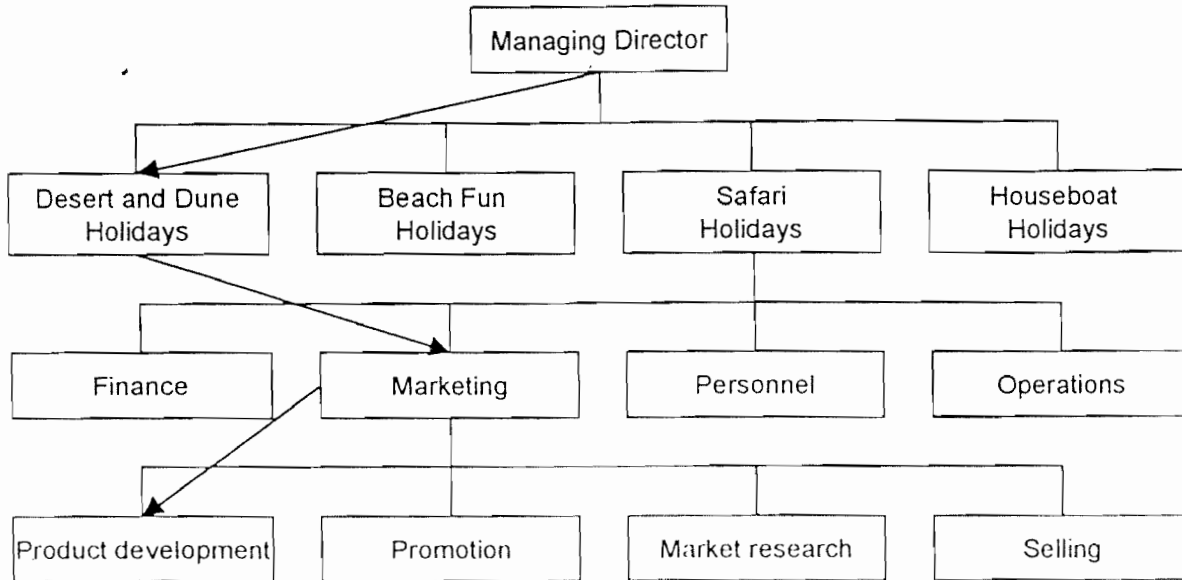 Managing Director
Desert and Dune
Holidays
Beach Fun
Holidays
Safari
Holidays
Houseboat
Holidays
Finance
Marketing
Personnel
Operations
Product development
Promotion
Market research
Selling